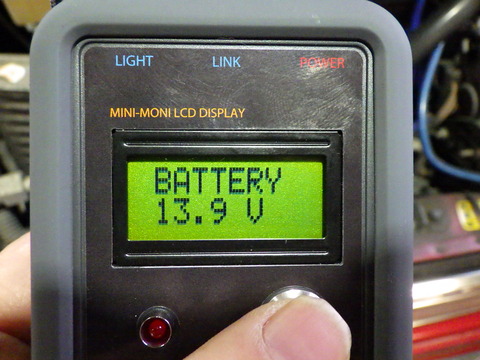 LIGHT LINK POWER
MINI-MONI LCD DISPLAY
BATTERY
13.9 V